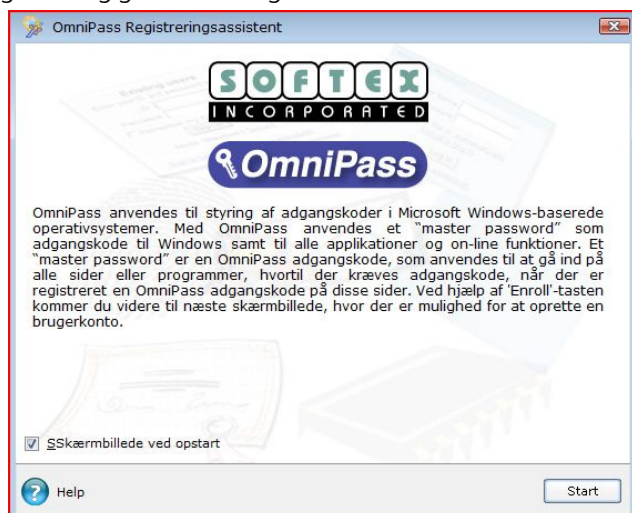 OmniPass Registreringsassistent
SOFTEX
INCORPORATED
OmniPass
OmniPass anvendes til styring af adgangskoder i Microsoft Windows-baserede
operativsystemer. Med OmniPass anvendes et “master password” som
adgangskode til Windows samt til alle applikationer og on-line funktioner. Et
“master password” er en OmniPass adgangskode, som anvendes til at gå ind på
alle sider eller programmer, hvortil der kræves adgangskode, når der er
registreret en OmniPass adgangskode på disse sider. Ved hjælp af 'Enroll'-tasten
kommer du videre til næste skærmbillede, hvor der er mulighed for at oprette en
brugerkonto.
SSkærmbillede ved opstart
Help
Start